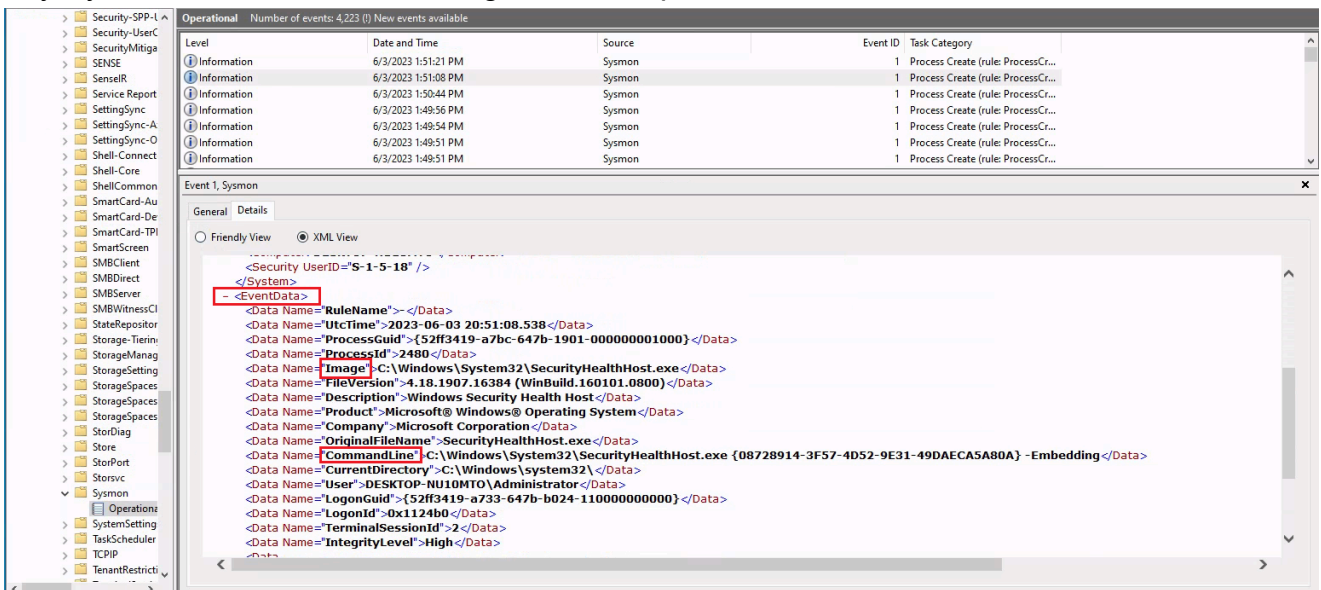 Security-SPP-U
Security-UserC
SecurityMitiga
SENSE
SenseIR
Service Report
SettingSync
SettingSync-A
SettingSync-O
Shell-Connect
Shell-Core
ShellCommon
SmartCard-Au
SmartCard-De
SmartCard-TPI
SmartScreen
SMBClient
SMBDirect
SMBServer
SMBWitnessCl
StateRepositor
Storage-Tiering
StorageManag
StorageSetting
StorageSpaces
StorageSpaces
StorageSpaces
StorDiag
Store
StorPort
Storsvc
Sysmon
Operationa
SystemSetting
TaskScheduler
TCPIP
TenantRestricti
Operational Number of events: 4,223 (!) New events available
Level Date and Time Source Event ID Task Category
Information 6/3/2023 1:51:21 PM Sysmon 1 Process Create (rule: ProcessCr...
Information 6/3/2023 1:51:08 PM Sysmon 1 Process Create (rule: ProcessCr...
Information 6/3/2023 1:50:44 PM Sysmon 1 Process Create (rule: ProcessCr...
Information 6/3/2023 1:49:56 PM Sysmon 1 Process Create (rule: ProcessCr...
Information 6/3/2023 1:49:54 PM Sysmon 1 Process Create (rule: ProcessCr...
Information 6/3/2023 1:49:51 PM Sysmon 1 Process Create (rule: ProcessCr...
Information 6/3/2023 1:49:51 PM Sysmon 1 Process Create (rule: ProcessCr...
Event 1, Sysmon
General Details
Friendly View XML View
<Security UserID="S-1-5-18" />
</System>
- <EventData>
<Data Name="RuleName">-</Data>
<Data Name="UtcTime">2023-06-03 20:51:08.538</Data>
<Data Name="ProcessGuid">{52ff3419-a7bc-647b-1901-000000001000}</Data>
<Data Name="ProcessId">2480</Data>
<Data Name="Image">C:\Windows\System32\SecurityHealthHost.exe</Data>
<Data Name="FileVersion">4.18.1907.16384 (WinBuild.160101.0800)</Data>
<Data Name="Description">Windows Security Health Host</Data>
<Data Name="Product">Microsoft® Windows® Operating System</Data>
<Data Name="Company">Microsoft Corporation</Data>
<Data Name="OriginalFileName">SecurityHealthHost.exe</Data>
<Data Name="CommandLine">C:\Windows\System32\SecurityHealthHost.exe {08728914-3F57-4D52-9E31-49DAECA5A80A} -Embedding</Data>
<Data Name="CurrentDirectory">C:\Windows\system32\</Data>
<Data Name="User">DESKTOP-NU10MTO\Administrator</Data>
<Data Name="LogonGuid">{52ff3419-a733-647b-b024-110000000000}</Data>
<Data Name="LogonId">0x1124b0</Data>
<Data Name="TerminalSessionId">2</Data>
<Data Name="IntegrityLevel">High</Data>
<Data